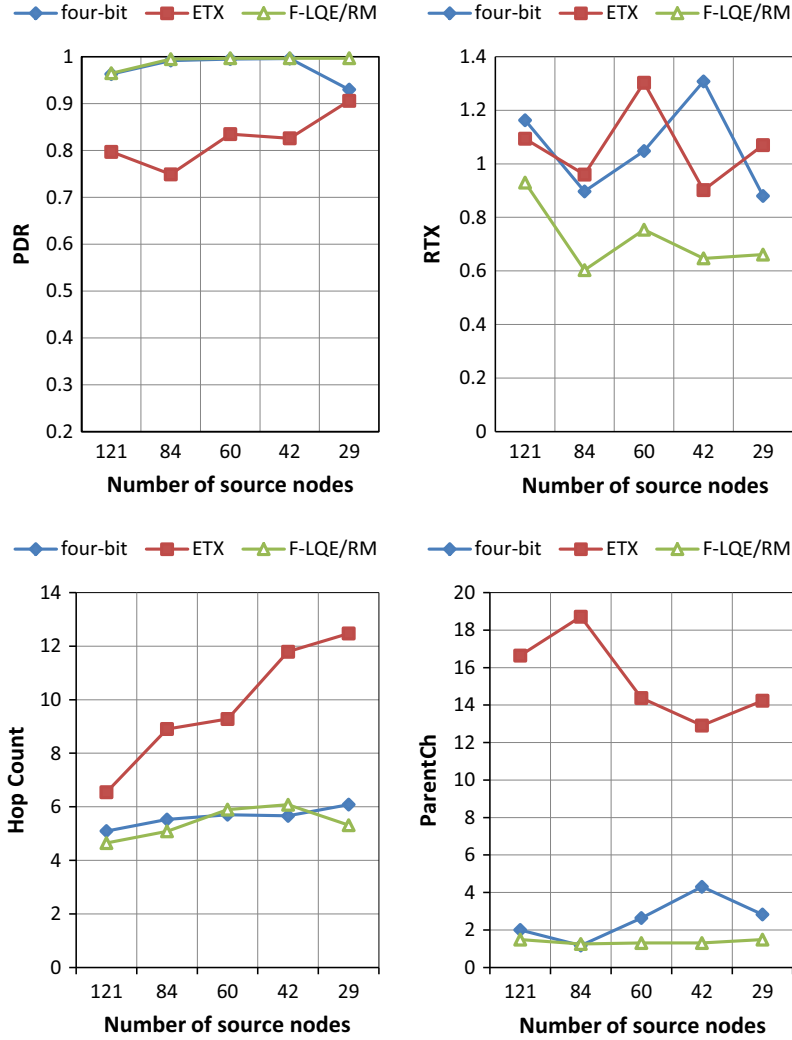 four-bit ETX F-LQE/RM
1
0.9
0.8
0.7
0.6
0.5
0.4
0.3
0.2
PDR
121 84 60 42 29
Number of source nodes
four-bit ETX F-LQE/RM
1.4
1.2
1
0.8
0.6
0.4
0.2
0
RTX
121 84 60 42 29
Number of source nodes
four-bit ETX F-LQE/RM
14
12
10
8
6
4
2
0
Hop Count
121 84 60 42 29
Number of source nodes
four-bit ETX F-LQE/RM
20
18
16
14
12
10
8
6
4
2
0
ParentCh
121 84 60 42 29
Number of source nodes